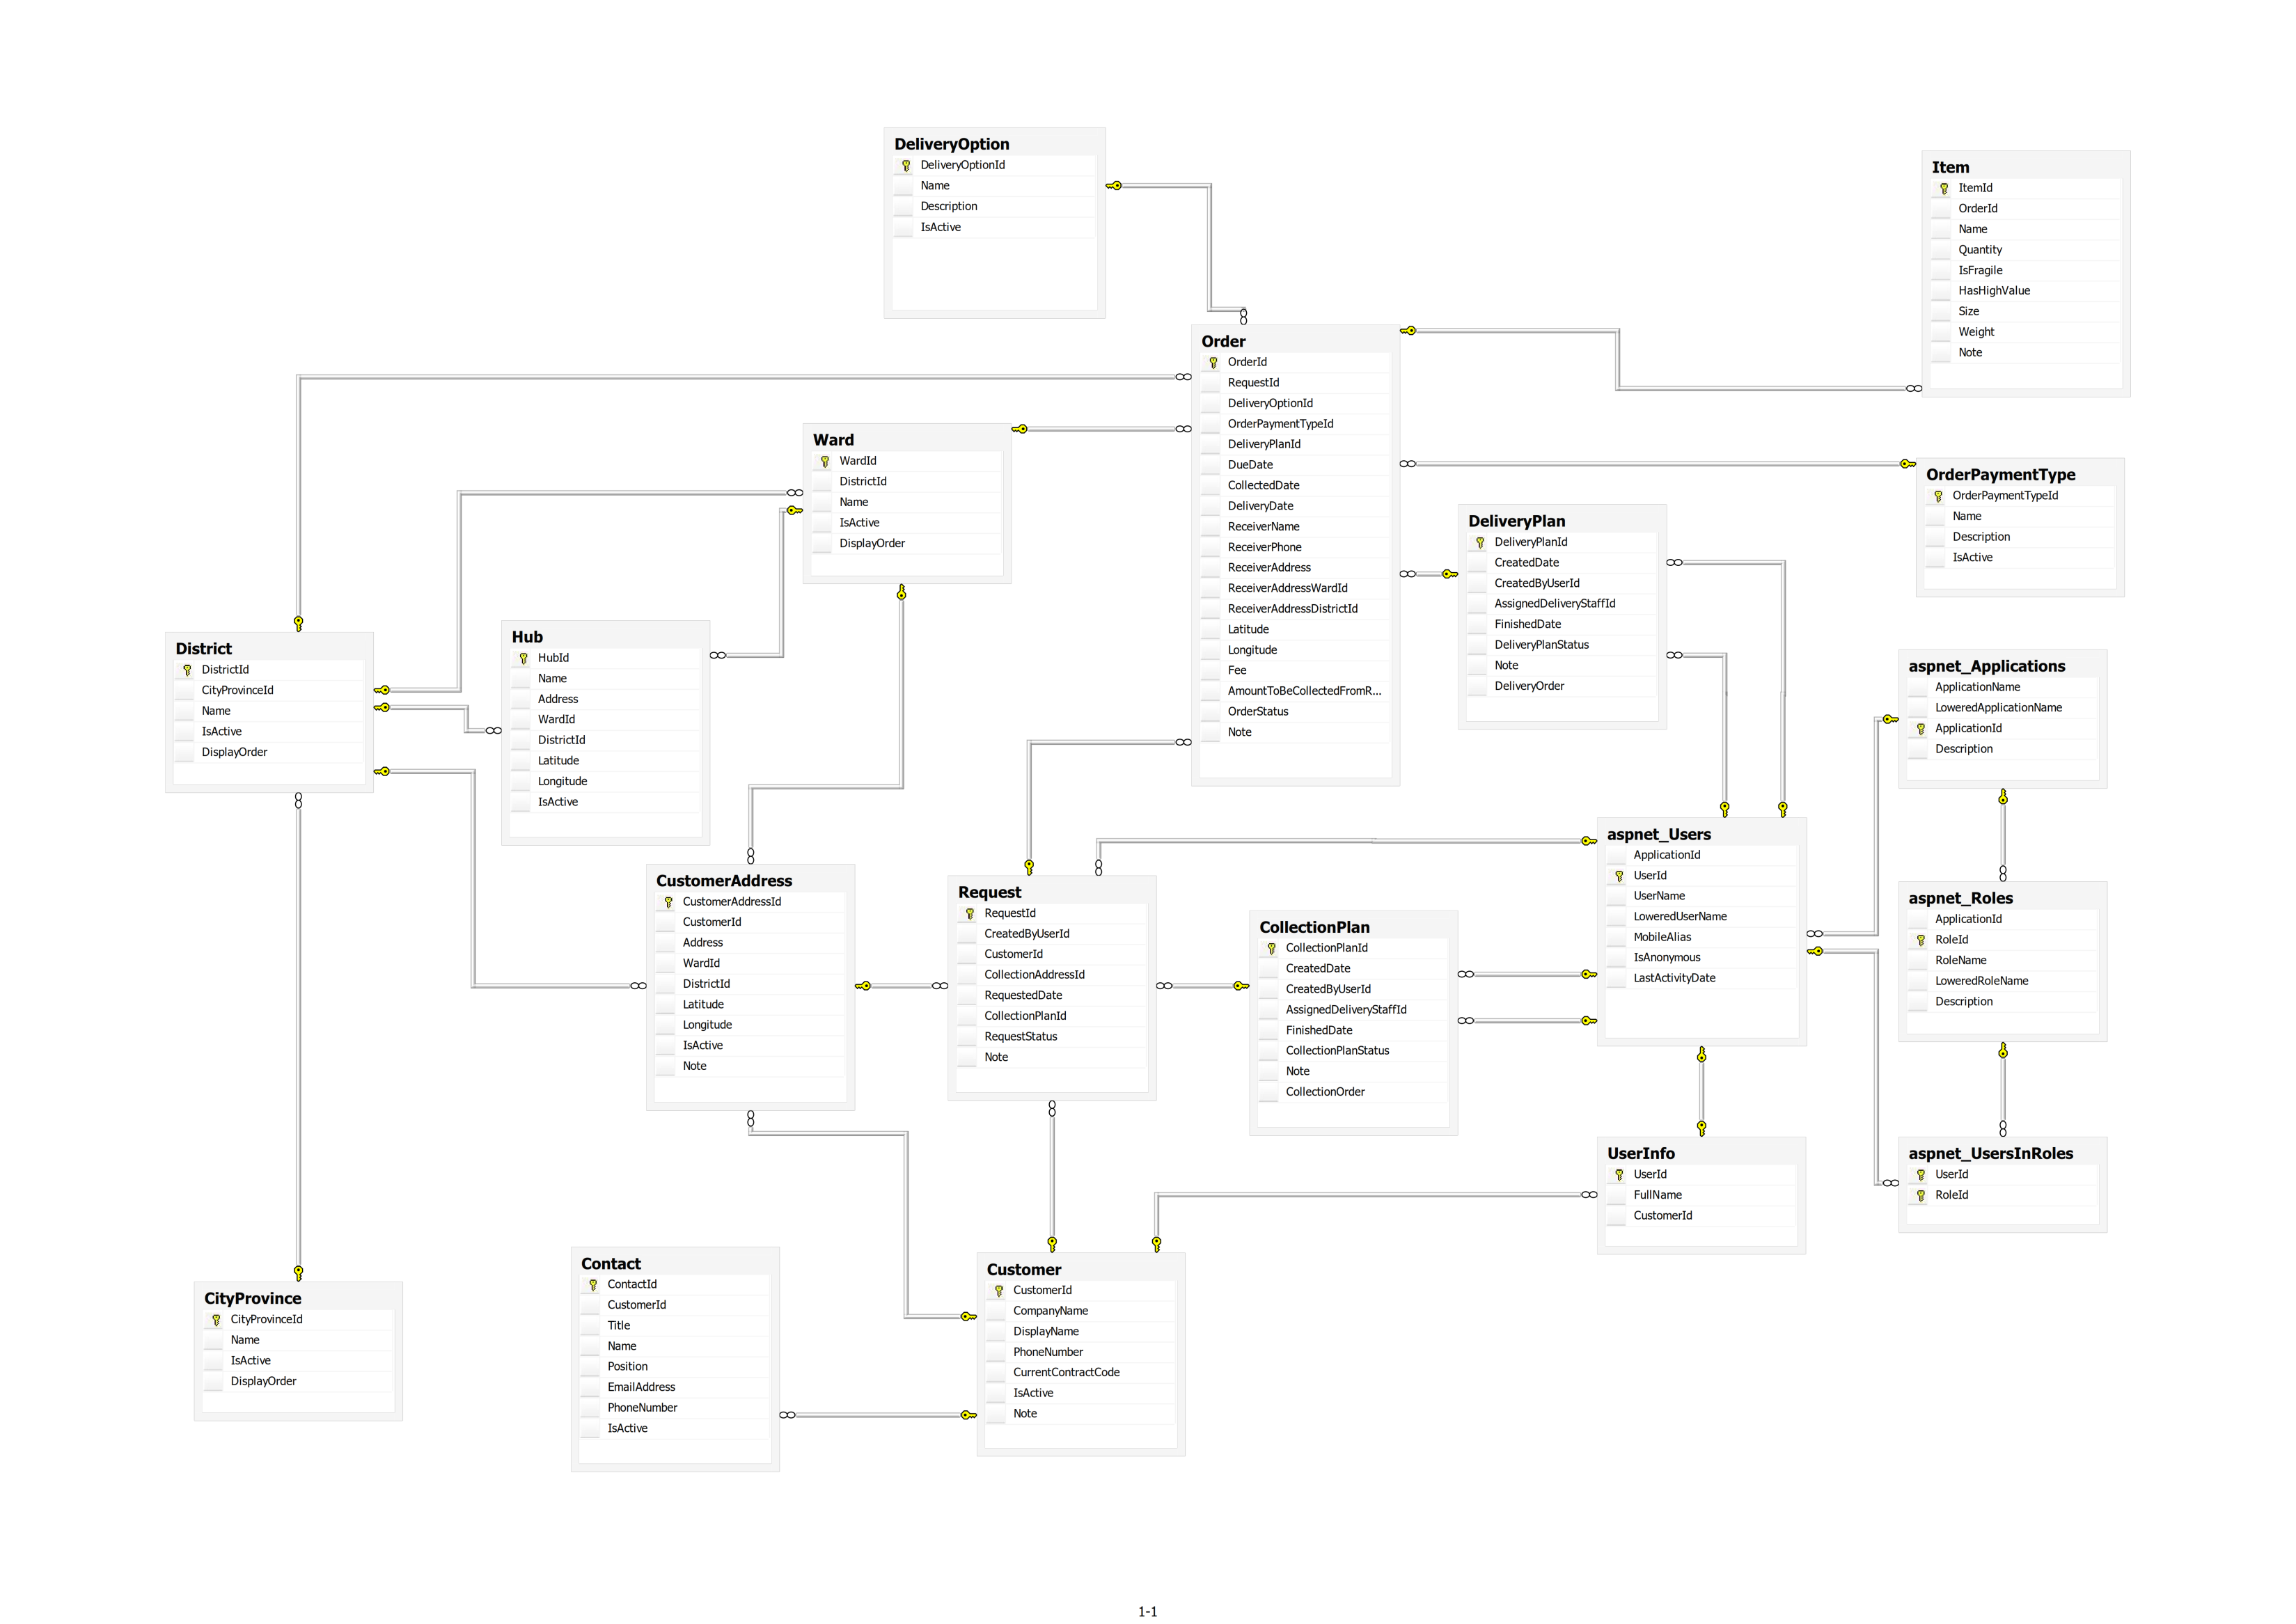 DeliveryOption
DeliveryOptionId
Name
Description
IsActive
Item
ItemId
OrderId
Name
Quantity
IsFragile
HasHighValue
Size
Weight
Note
Order
OrderId
RequestId
DeliveryOptionId
OrderPaymentTypeId
DeliveryPlanId
DueDate
CollectedDate
DeliveryDate
ReceiverName
ReceiverPhone
ReceiverAddress
ReceiverAddressWardId
ReceiverAddressDistrictId
Latitude
Longitude
Fee
AmountToBeCollectedFromR...
OrderStatus
Note
Ward
WardId
DistrictId
Name
IsActive
DisplayOrder
OrderPaymentType
OrderPaymentTypeId
Name
Description
IsActive
DeliveryPlan
DeliveryPlanId
CreatedDate
CreatedByUserId
AssignedDeliveryStaffId
FinishedDate
DeliveryPlanStatus
Note
DeliveryOrder
District
DistrictId
CityProvinceId
Name
IsActive
DisplayOrder
Hub
HubId
Name
Address
WardId
DistrictId
Latitude
Longitude
IsActive
aspnet_Applications
ApplicationName
LoweredApplicationName
ApplicationId
Description
aspnet_Users
ApplicationId
UserId
UserName
LoweredUserName
MobileAlias
IsAnonymous
LastActivityDate
CustomerAddress
CustomerAddressId
CustomerId
Address
WardId
DistrictId
Latitude
Longitude
IsActive
Note
Request
RequestId
CreatedByUserId
CustomerId
CollectionAddressId
RequestedDate
CollectionPlanId
RequestStatus
Note
CollectionPlan
CollectionPlanId
CreatedDate
CreatedByUserId
AssignedDeliveryStaffId
FinishedDate
CollectionPlanStatus
Note
CollectionOrder
aspnet_Roles
ApplicationId
RoleId
RoleName
LoweredRoleName
Description
UserInfo
UserId
FullName
CustomerId
aspnet_UsersInRoles
UserId
RoleId
Contact
ContactId
CustomerId
Title
Name
Position
EmailAddress
PhoneNumber
IsActive
Customer
CustomerId
CompanyName
DisplayName
PhoneNumber
CurrentContractCode
IsActive
Note
CityProvince
CityProvinceId
Name
IsActive
DisplayOrder
1-1